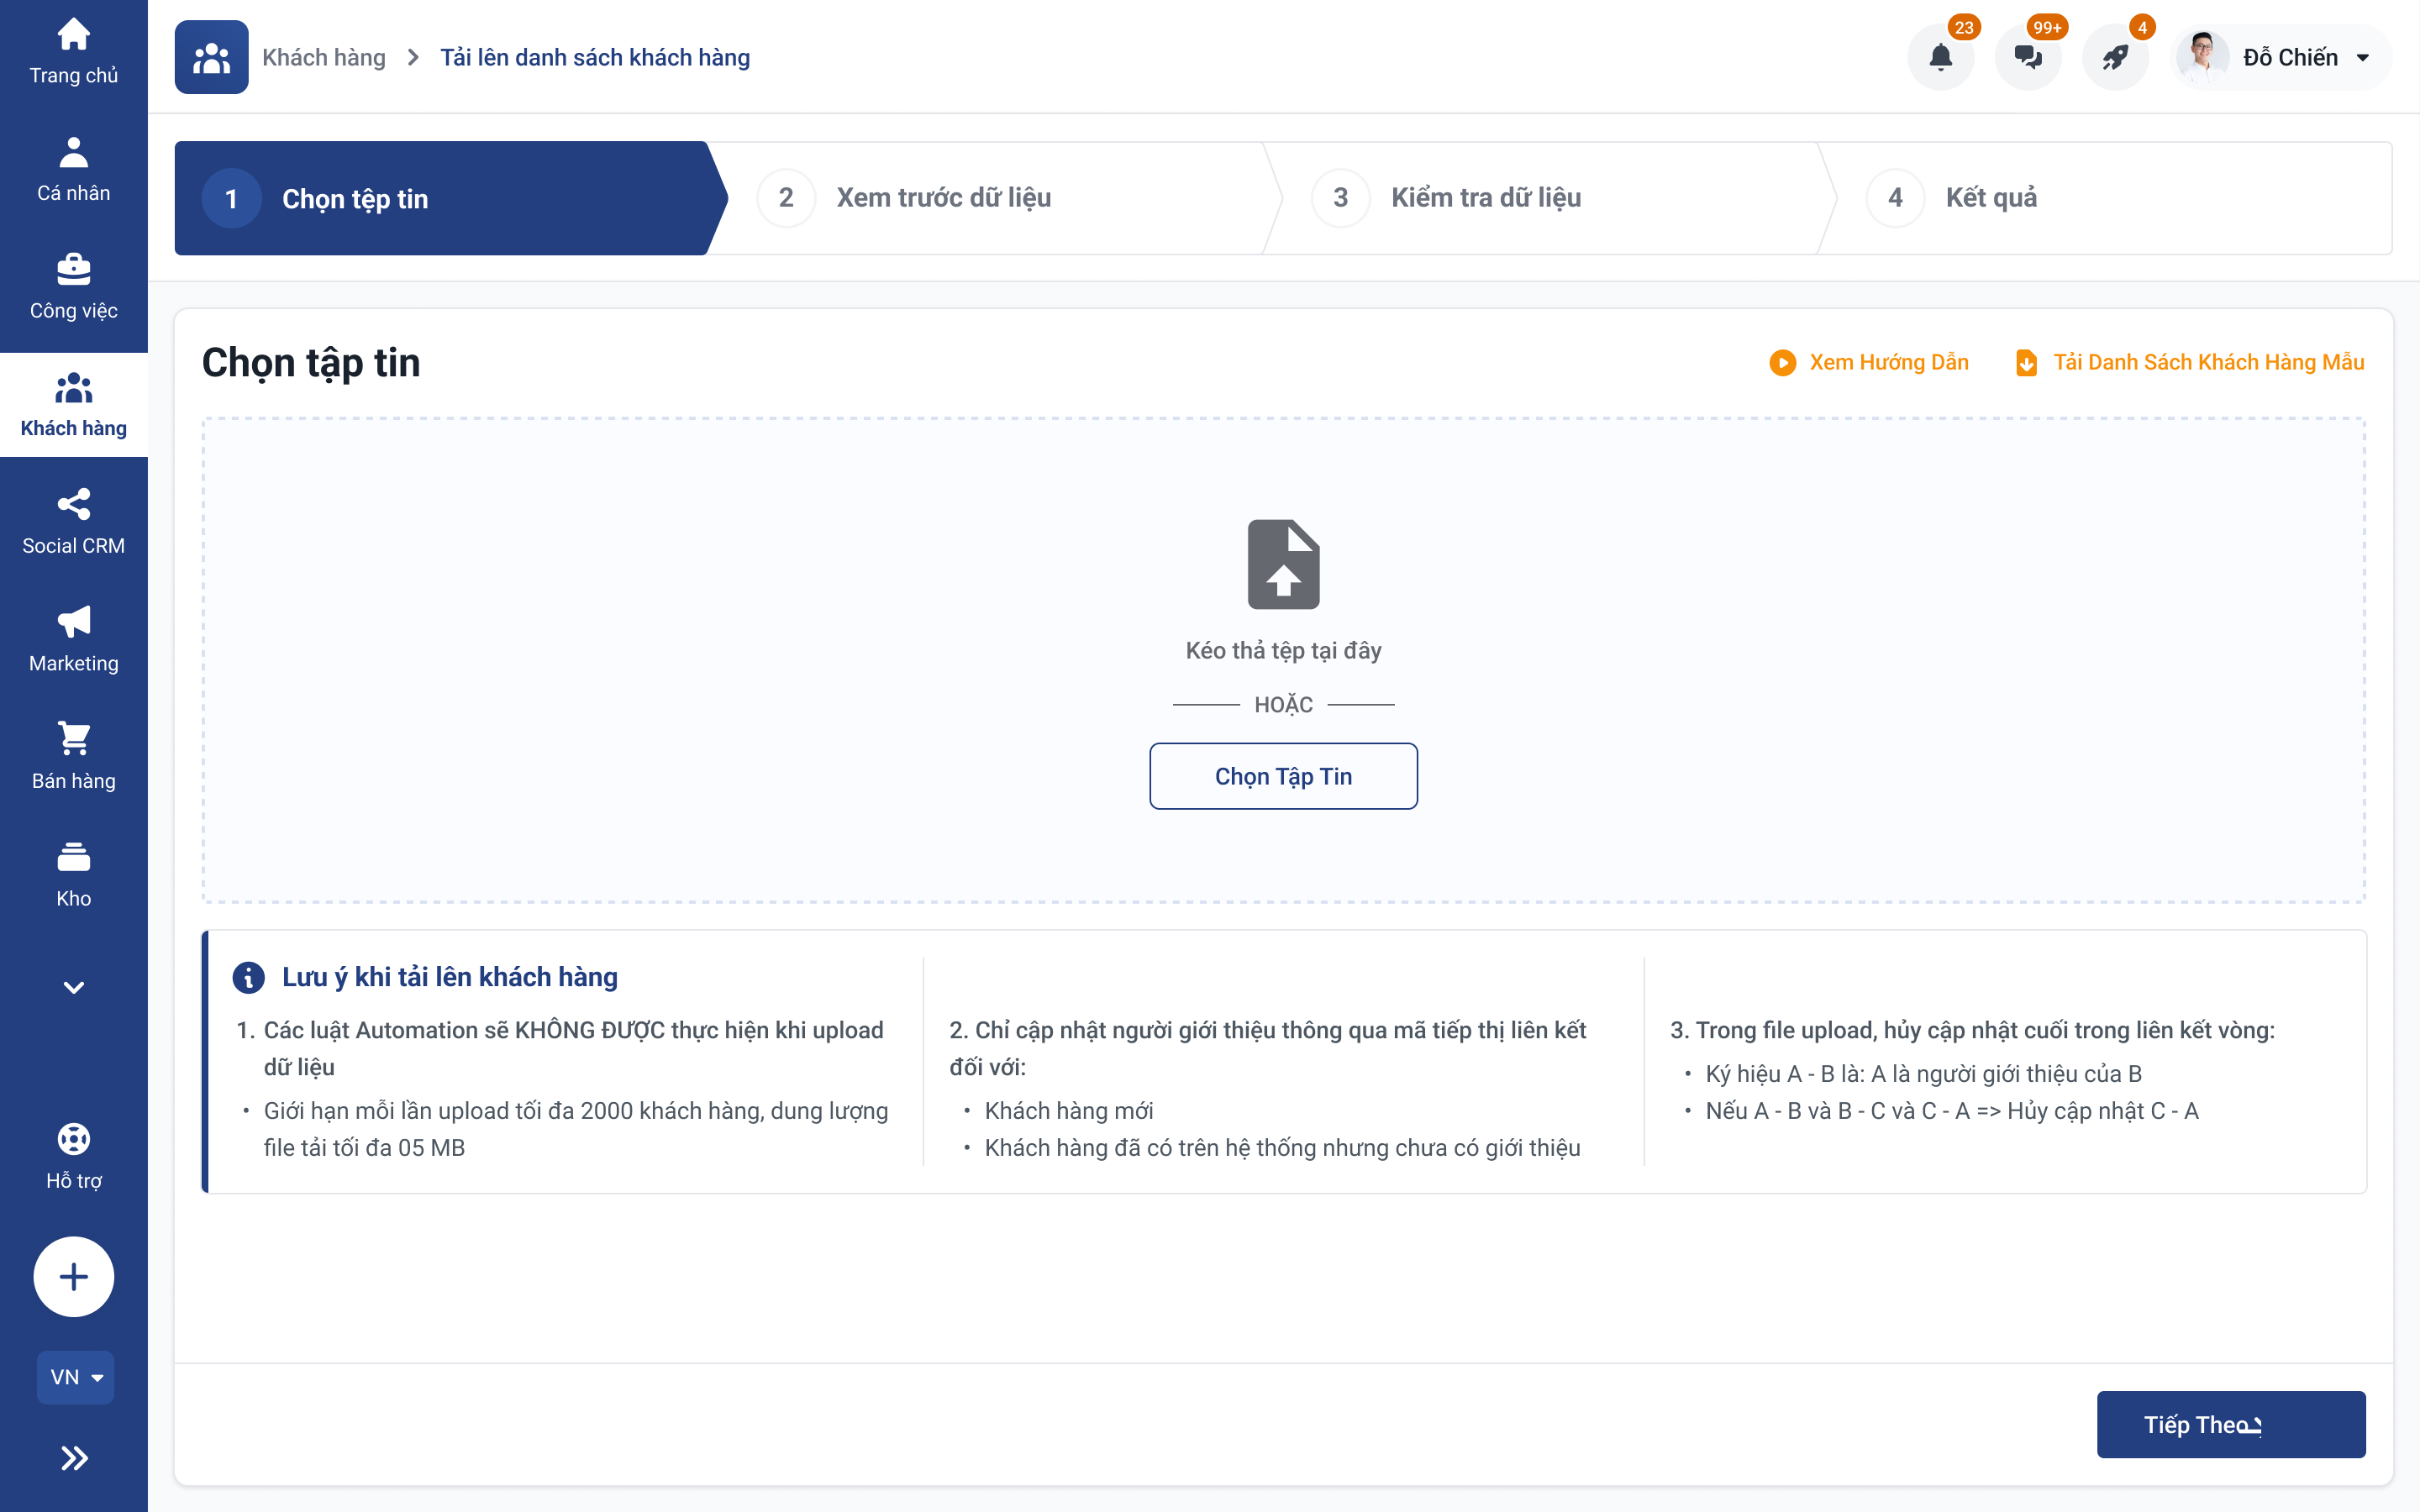 Trang chủ
Cá nhân
Công việc
Khách hàng
Social CRM
Marketing
Bán hàng
Kho
Hỗ trợ
VN
Khách hàng
Tải lên danh sách khách hàng
23
99+
4
Đỗ Chiến
1 Chọn tệp tin
2 Xem trước dữ liệu
3 Kiểm tra dữ liệu
4 Kết quả
Chọn tập tin
Xem Hướng Dẫn
Tải Danh Sách Khách Hàng Mẫu
Kéo thả tệp tại đây
HOẶC
Chọn Tập Tin
Lưu ý khi tải lên khách hàng
1. Các luật Automation sẽ KHÔNG ĐƯỢC thực hiện khi upload
dữ liệu
• Giới hạn mỗi lần upload tối đa 2000 khách hàng, dung lượng
file tải tối đa 05 MB
2. Chỉ cập nhật người giới thiệu thông qua mã tiếp thị liên kết
đối với:
• Khách hàng mới
• Khách hàng đã có trên hệ thống nhưng chưa có giới thiệu
3. Trong file upload, hủy cập nhật cuối trong liên kết vòng:
• Ký hiệu A - B là: A là người giới thiệu của B
• Nếu A - B và B - C và C - A => Hủy cập nhật C - A
Tiếp Theo